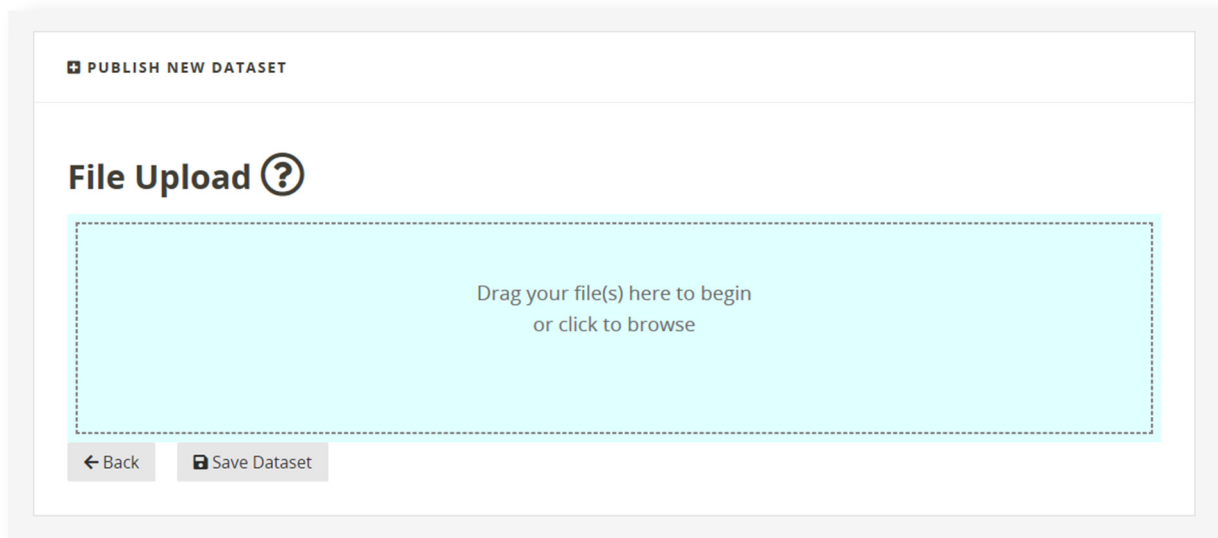 PUBLISH NEW DATASET
File Upload
Drag your file(s) here to begin
or click to browse
Back
Save Dataset